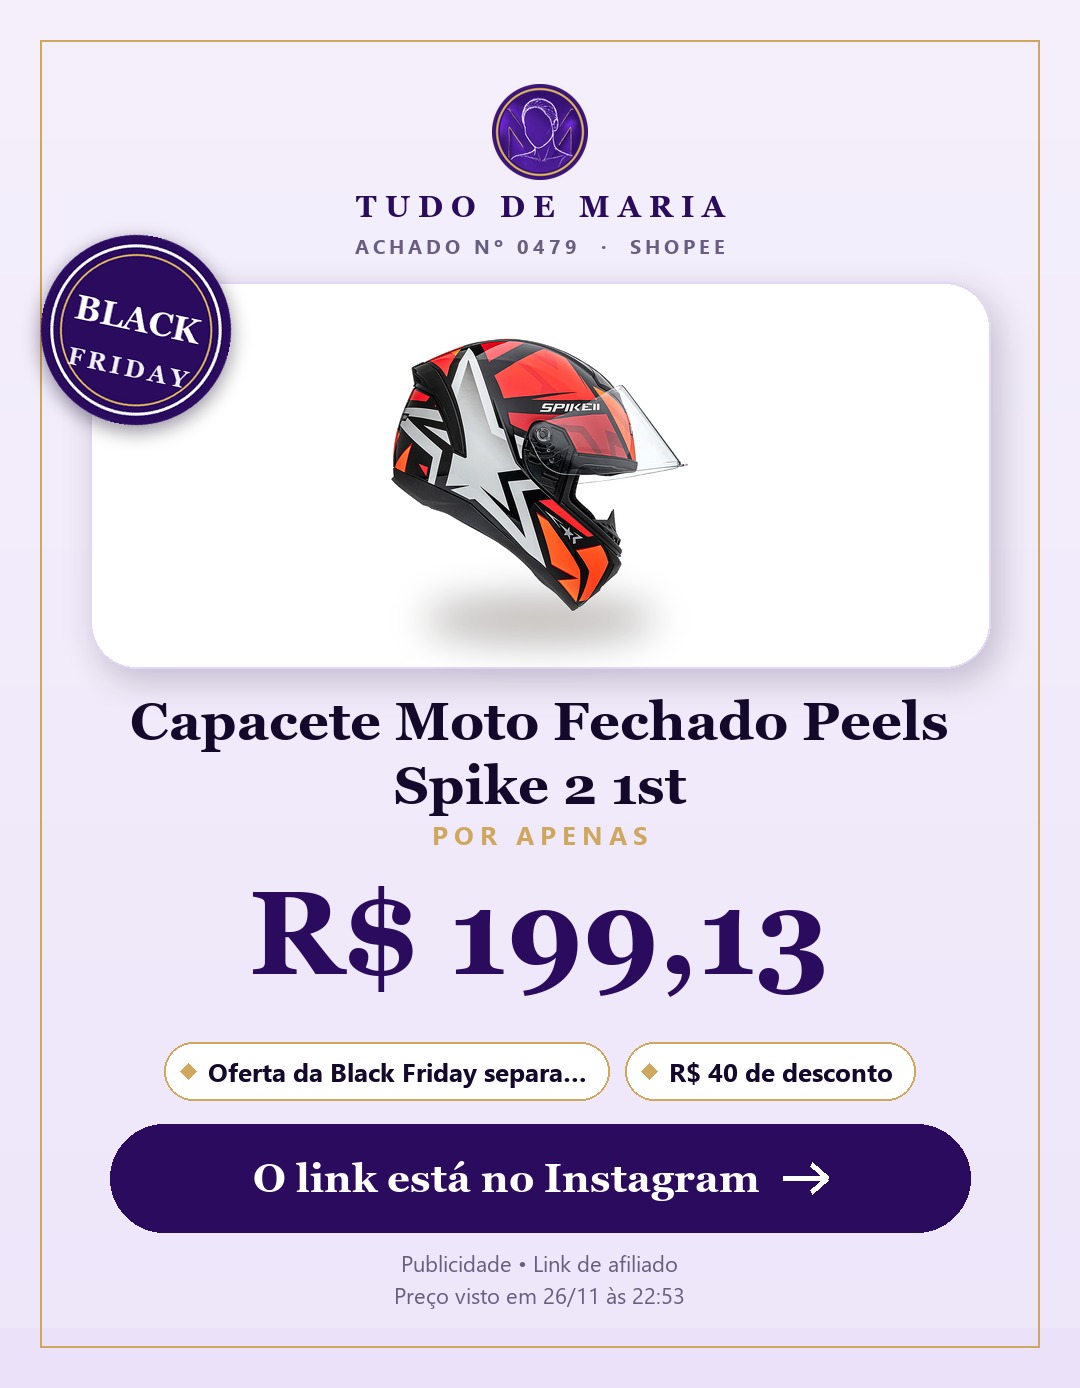 TUDO DE MARIA
ACHADO Nº 0479 · SHOPEE
BLACK
FRIDAY
SPIKE II
Capacete Moto Fechado Peels
Spike 2 1st
POR APENAS
R$ 199,13
Oferta da Black Friday separa...
R$ 40 de desconto
O link está no Instagram →
Publicidade • Link de afiliado
Preço visto em 26/11 às 22:53